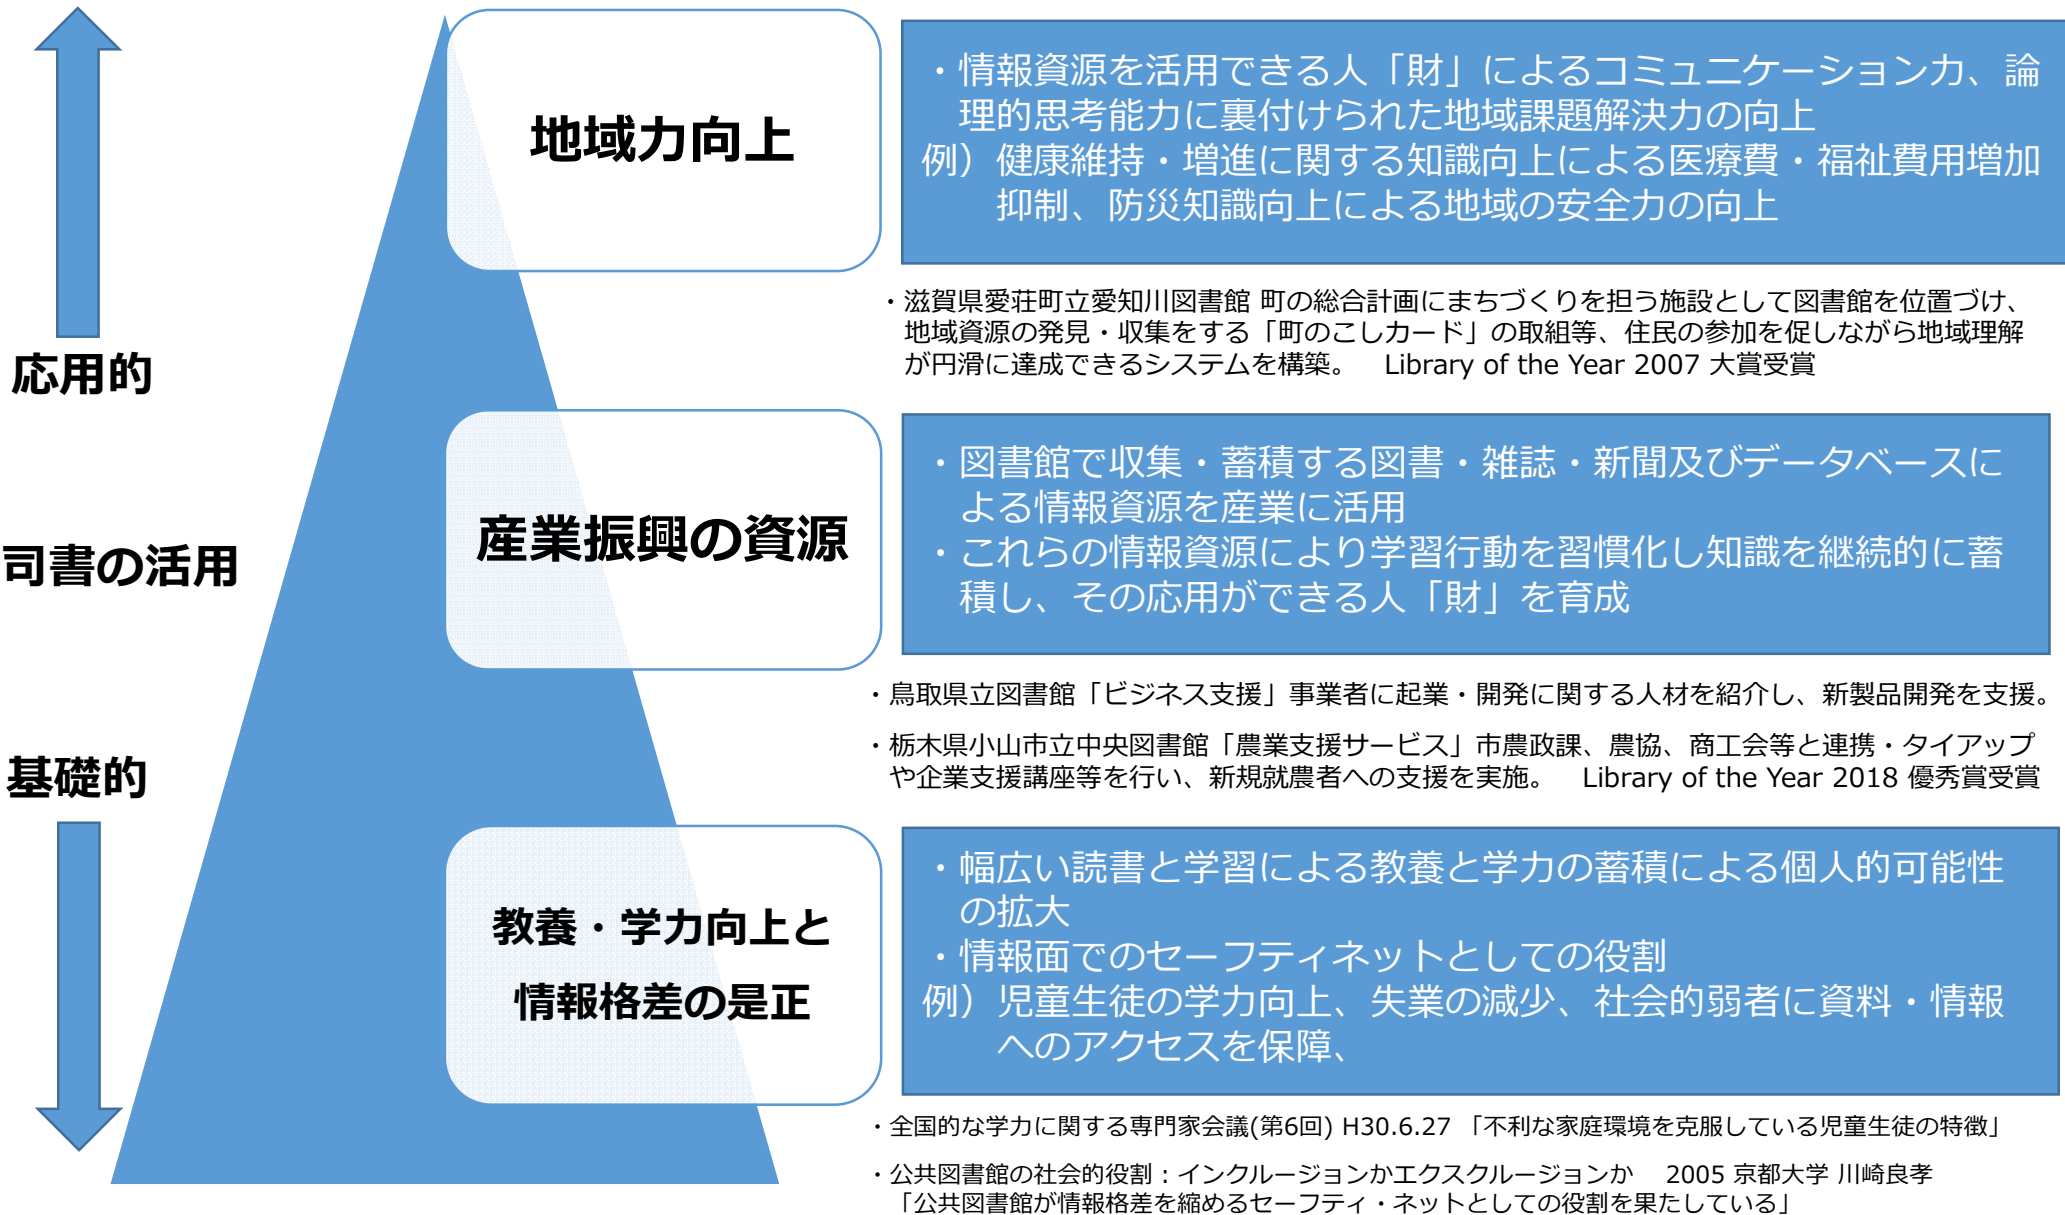 応用的
司書の活用
基礎的
地域力向上
・情報資源を活用できる人「財」によるコミュニケーション力、論
理的思考能力に裏付けられた地域課題解決力の向上
例）健康維持・増進に関する知識向上による医療費・福祉費用増加
抑制、防災知識向上による地域の安全力の向上
・滋賀県愛荘町立愛知川図書館 町の総合計画にまちづくりを担う施設として図書館を位置づけ、
地域資源の発見・収集をする「町のこしカード」の取組等、住民の参加を促しながら地域理解
が円滑に達成できるシステムを構築。　Library of the Year 2007 大賞受賞
産業振興の資源
・図書館で収集・蓄積する図書・雑誌・新聞及びデータベースに
よる情報資源を産業に活用
・これらの情報資源により学習行動を習慣化し知識を継続的に蓄
積し、その応用ができる人「財」を育成
・鳥取県立図書館「ビジネス支援」事業者に起業・開発に関する人材を紹介し、新製品開発を支援。
・栃木県小山市立中央図書館「農業支援サービス」市農政課、農協、商工会等と連携・タイアップ
や企業支援講座等を行い、新規就農者への支援を実施。　Library of the Year 2018 優秀賞受賞
教養・学力向上と
情報格差の是正
・幅広い読書と学習による教養と学力の蓄積による個人的可能性
の拡大
・情報面でのセーフティネットとしての役割
例）児童生徒の学力向上、失業の減少、社会的弱者に資料・情報
へのアクセスを保障、
・全国的な学力に関する専門家会議(第6回) H30.6.27 「不利な家庭環境を克服している児童生徒の特徴」
・公共図書館の社会的役割：インクルージョンかエクスクルージョンか　2005 京都大学 川崎良孝
「公共図書館が情報格差を縮めるセーフティ・ネットとしての役割を果たしている」